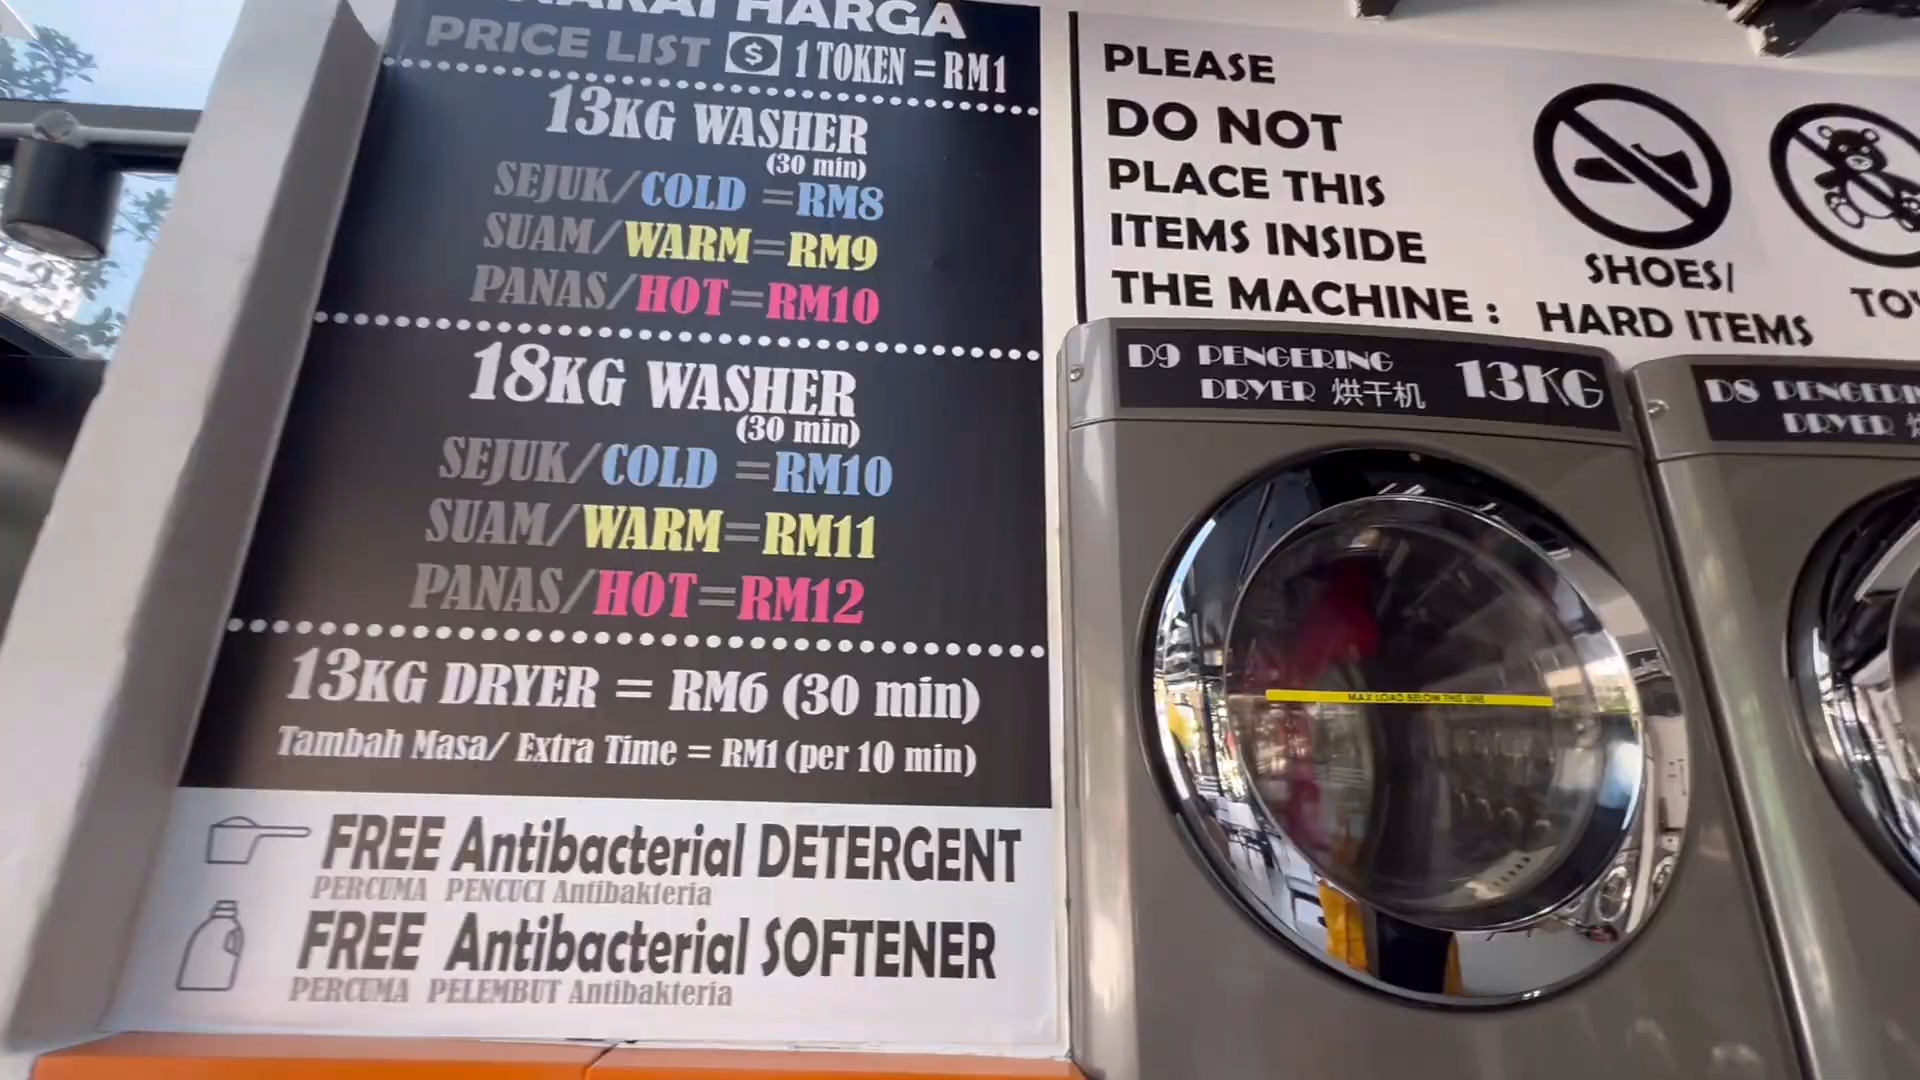 HARGA
PRICE LIST $ 1 TOKEN = RM1
13KG WASHER
(30 min)
SEJUK/COLD =RM8
SUAM/WARM=RM9
PANAS/HOT=RM10
18KG WASHER
(30 min)
SEJUK/COLD =RM10
SUAM/WARM=RM11
PANAS/HOT=RM12
13KG DRYER = RM6 (30 min)
Tambah Masa/ Extra Time = RM1 (per 10 min)
FREE Antibacterial DETERGENT
PERCUMA PENCUCI Antibakteria
FREE Antibacterial SOFTENER
PERCUMA PELEMBUT Antibakteria
PLEASE
DO NOT
PLACE THIS
ITEMS INSIDE
THE MACHINE :
SHOES/
HARD ITEMS
D9 PENGERING
DRYER 烘干机
13KG
MAX LOAD BELOW THIS LINE
D8
DRYER